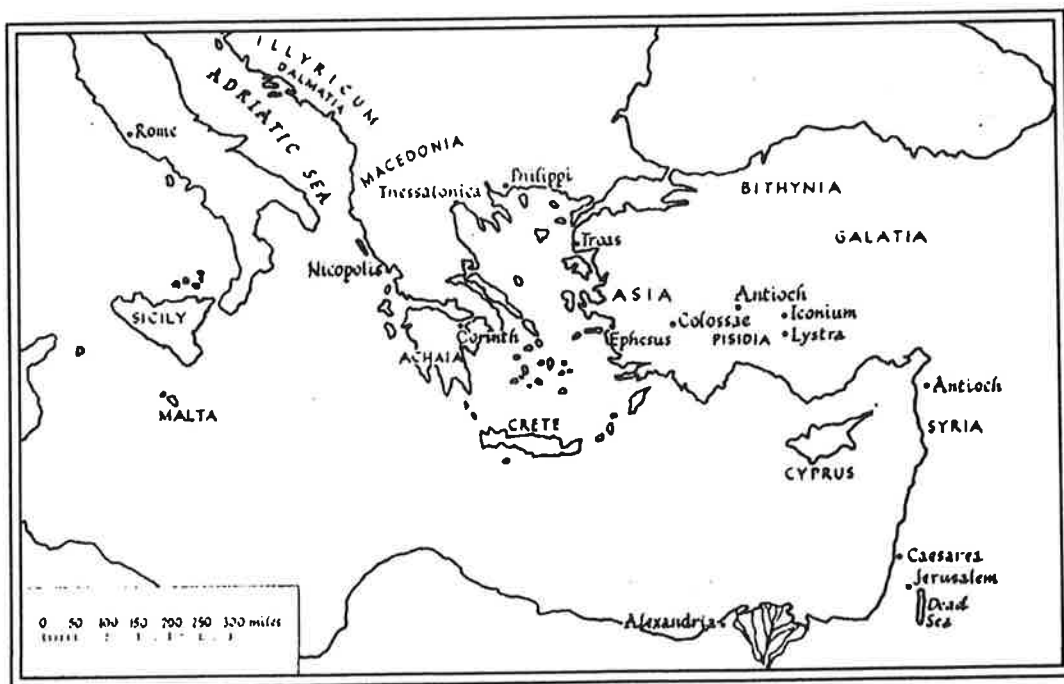 ILLYRICUM
DALMATIA
ADRIATIC SEA
Rome
MACEDONIA
Thessalonica
Philippi
BITHYNIA
GALATIA
Troas
Nicopolis
ASIA
Antioch
Iconium
SICILY
Colossae
Corinth
Ephesus
PISIDIA
Lystra
ACHAIA
Antioch
MALTA
CRETE
SYRIA
CYPRUS
Caesarea
Jerusalem
Dead
Sea
Alexandria
0 50 100 150 200 250 300 miles